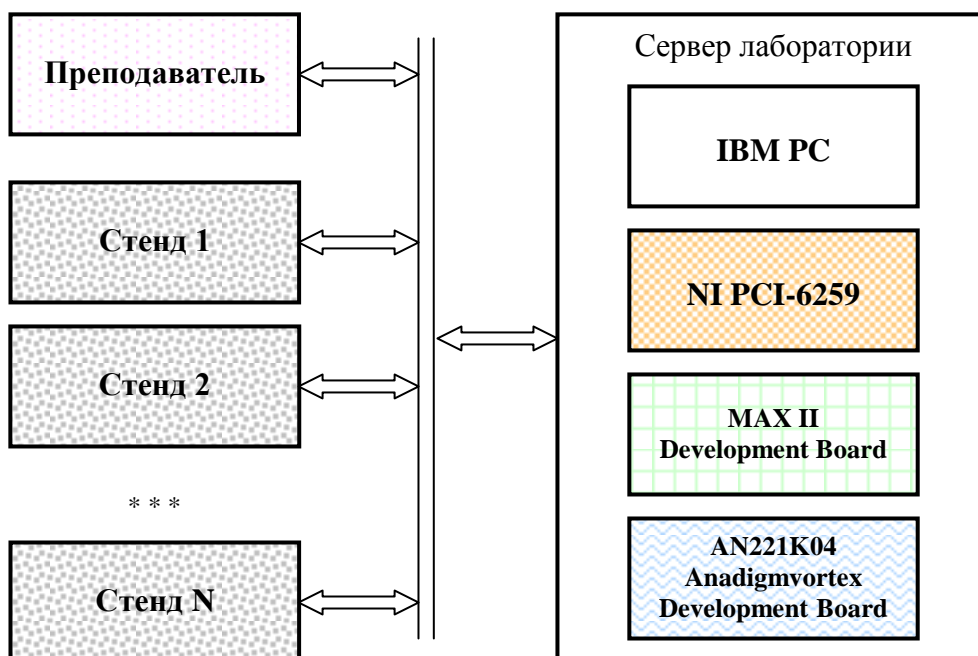 Преподаватель
Стенд 1
Стенд 2
* * *
Стенд N
Сервер лаборатории
IBM PC
NI PCI-6259
MAX II
Development Board
AN221K04
Anadigmvortex
Development Board